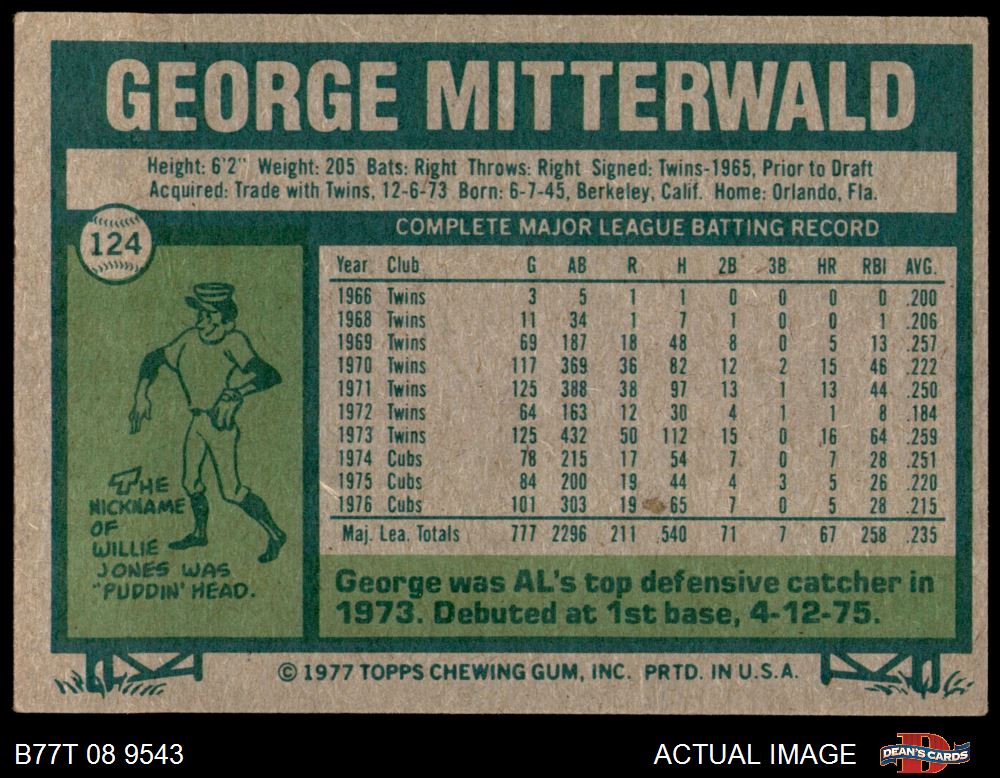 GEORGE MITTERWALD
Height: 6'2" Weight: 205 Bats: Right Throws: Right Signed: Twins-1965, Prior to Draft
Acquired: Trade with Twins, 12-6-73 Born: 6-7-45, Berkeley, Calif. Home: Orlando, Fla.
124
COMPLETE MAJOR LEAGUE BATTING RECORD
Year Club G AB R H 2B 3B HR RBI AVG.
1966 Twins 3 5 1 1 0 0 0 0 .200
1968 Twins 11 34 1 7 1 0 0 1 .206
1969 Twins 69 187 18 48 8 0 5 13 .257
1970 Twins 117 369 36 82 12 2 15 46 .222
1971 Twins 125 388 38 97 13 1 13 44 .250
1972 Twins 64 163 12 30 4 1 1 8 .184
1973 Twins 125 432 50 112 15 0 16 64 .259
1974 Cubs 78 215 17 54 7 0 7 28 .251
1975 Cubs 84 200 19 44 4 3 5 26 .220
1976 Cubs 101 303 19 65 7 0 5 28 .215
Maj. Lea. Totals 777 2296 211 540 71 7 67 258 .235
THE
NICKNAME
OF
WILLIE
JONES WAS
"PUDDIN' HEAD.
George was AL's top defensive catcher in
1973. Debuted at 1st base, 4-12-75.
© 1977 TOPPS CHEWING GUM, INC. PRTD. IN U.S.A.
B77T 08 9543
ACTUAL IMAGE
DEAN'S CARDS